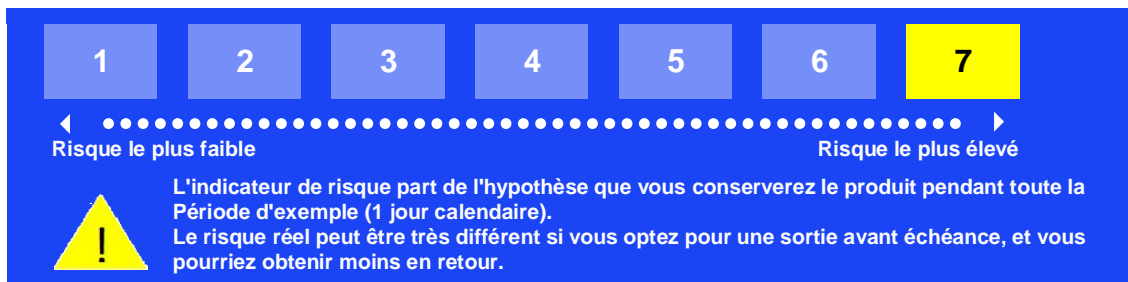 1 2 3 4 5 6 7
Risque le plus faible Risque le plus élevé
L'indicateur de risque part de l'hypothèse que vous conserverez le produit pendant toute la
Période d'exemple (1 jour calendaire).
Le risque réel peut être très différent si vous optez pour une sortie avant échéance, et vous
pourriez obtenir moins en retour.
!